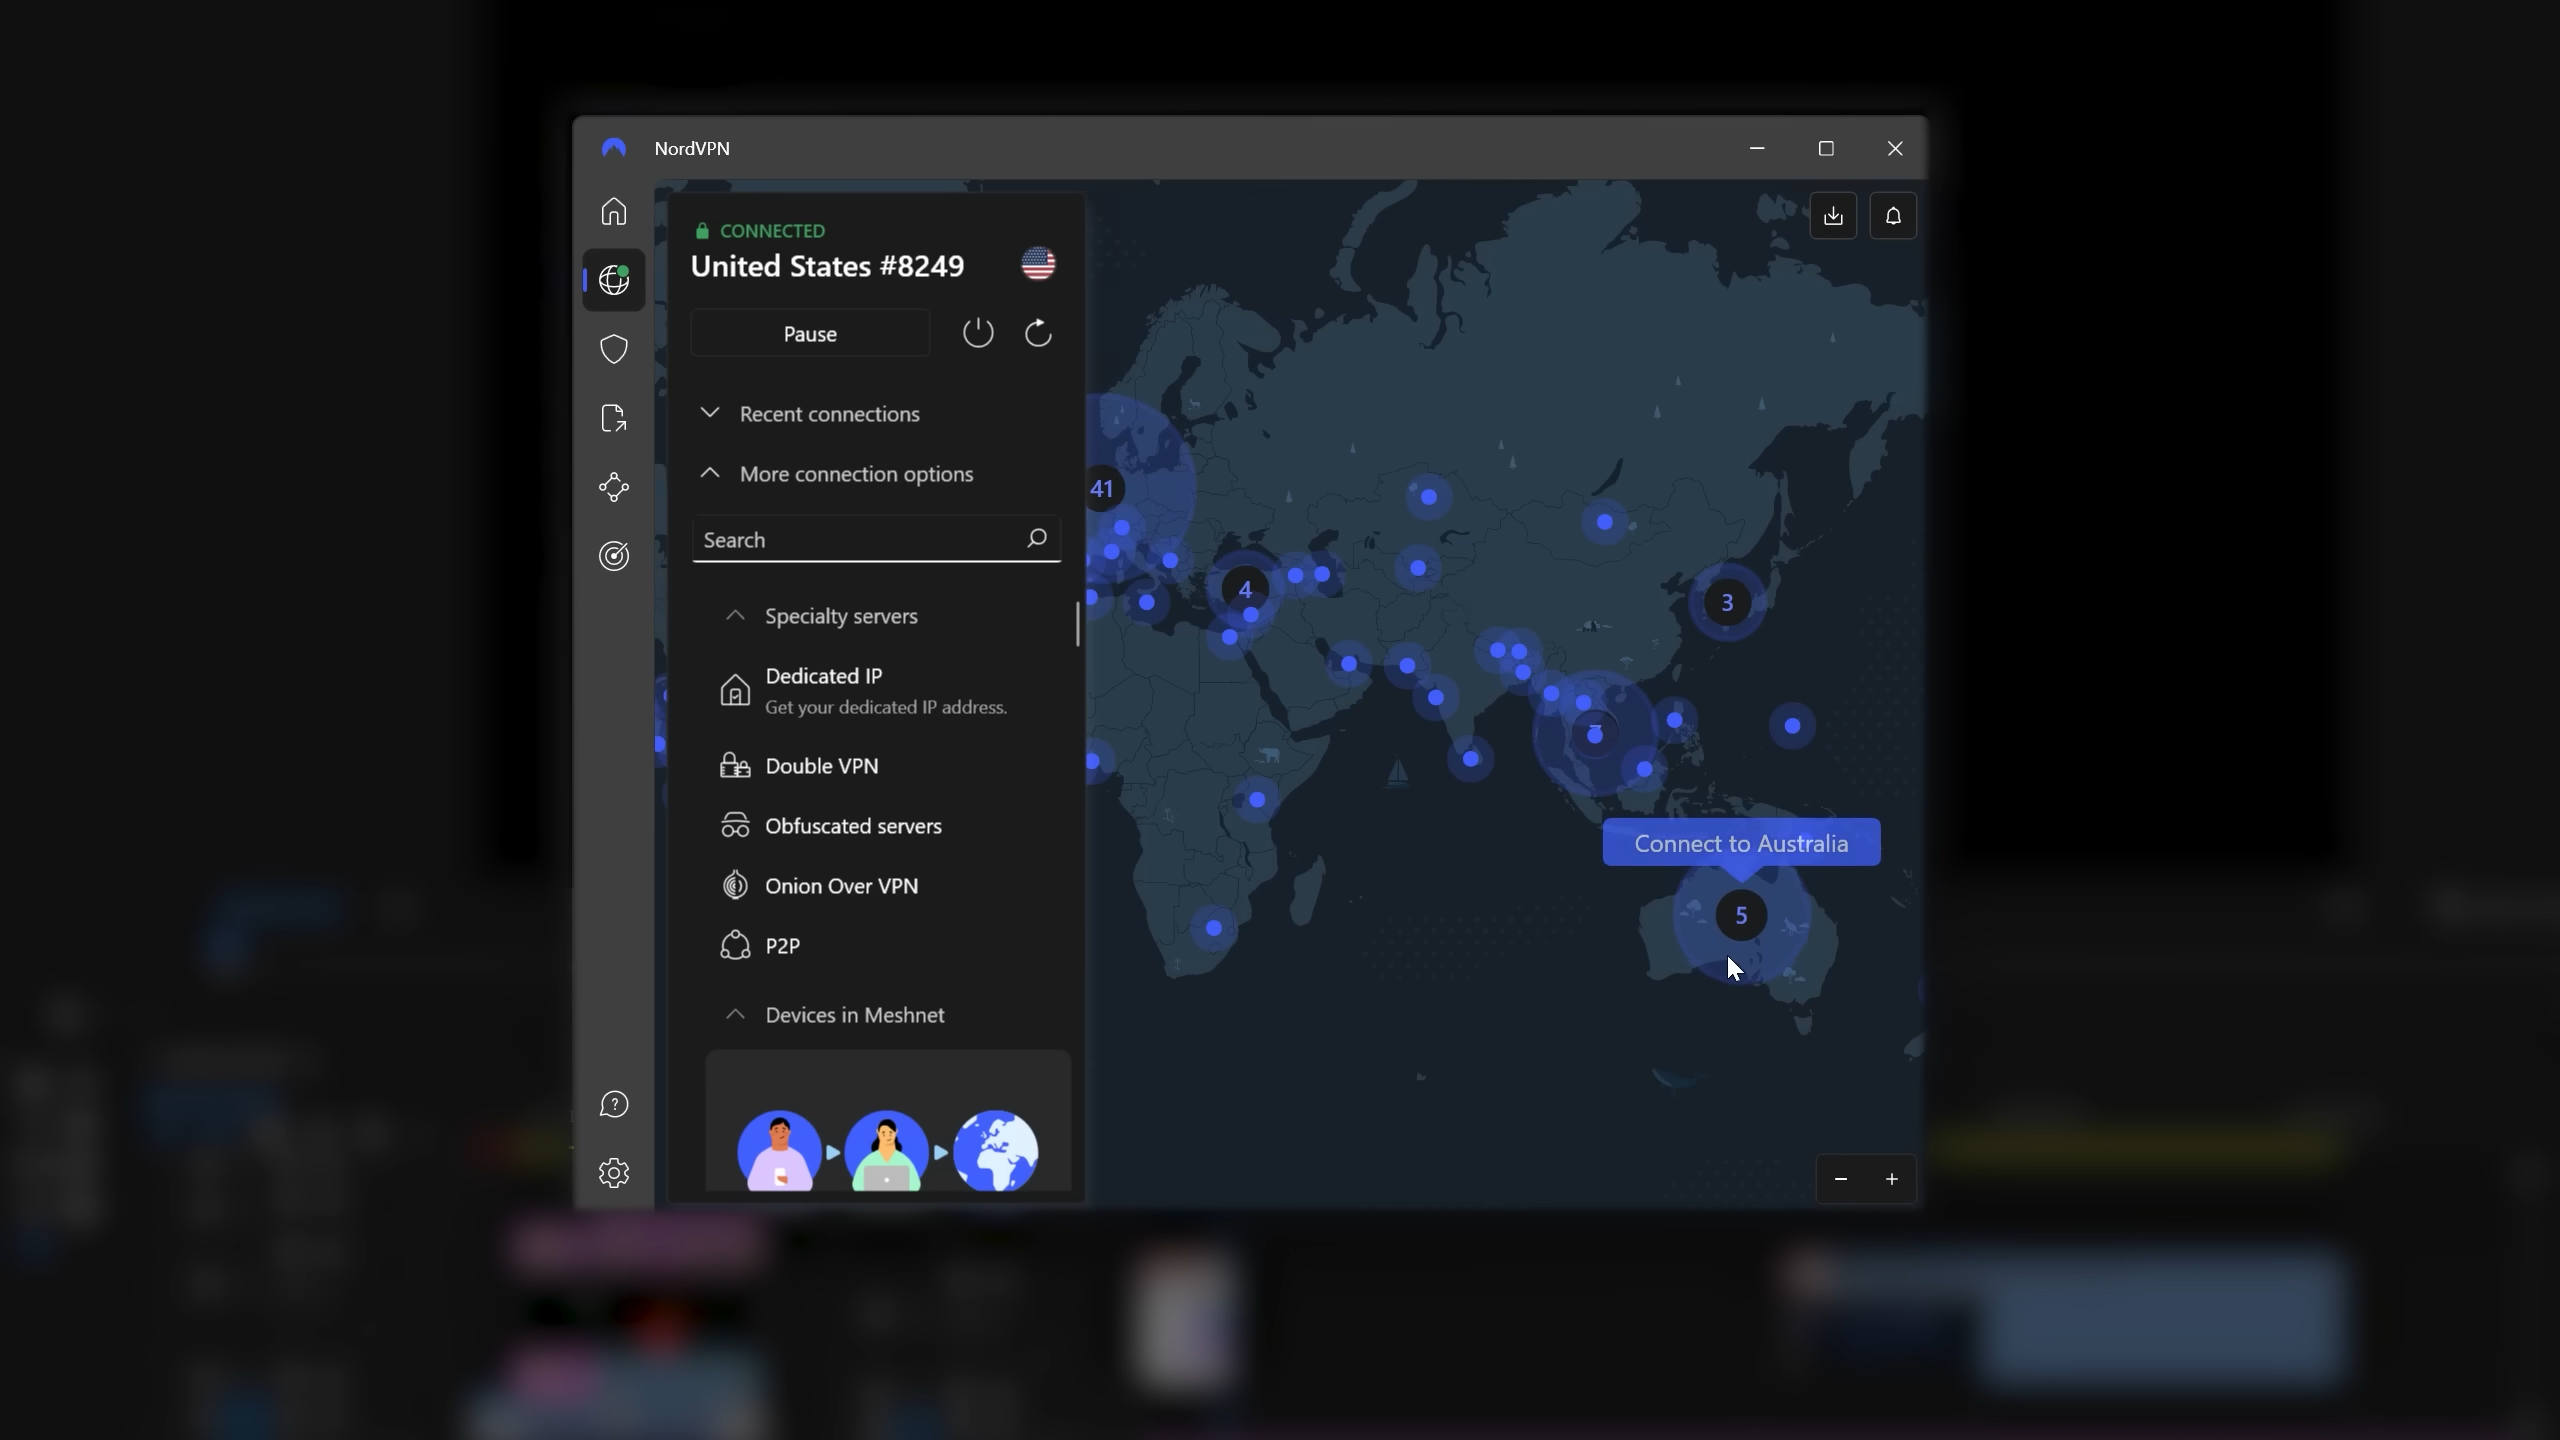 NordVPN
CONNECTED
United States #8249
Pause
Recent connections
More connection options
Search
Specialty servers
Dedicated IP
Get your dedicated IP address.
Double VPN
Obfuscated servers
Onion Over VPN
P2P
Devices in Meshnet
41
4
3
7
Connect to Australia
5